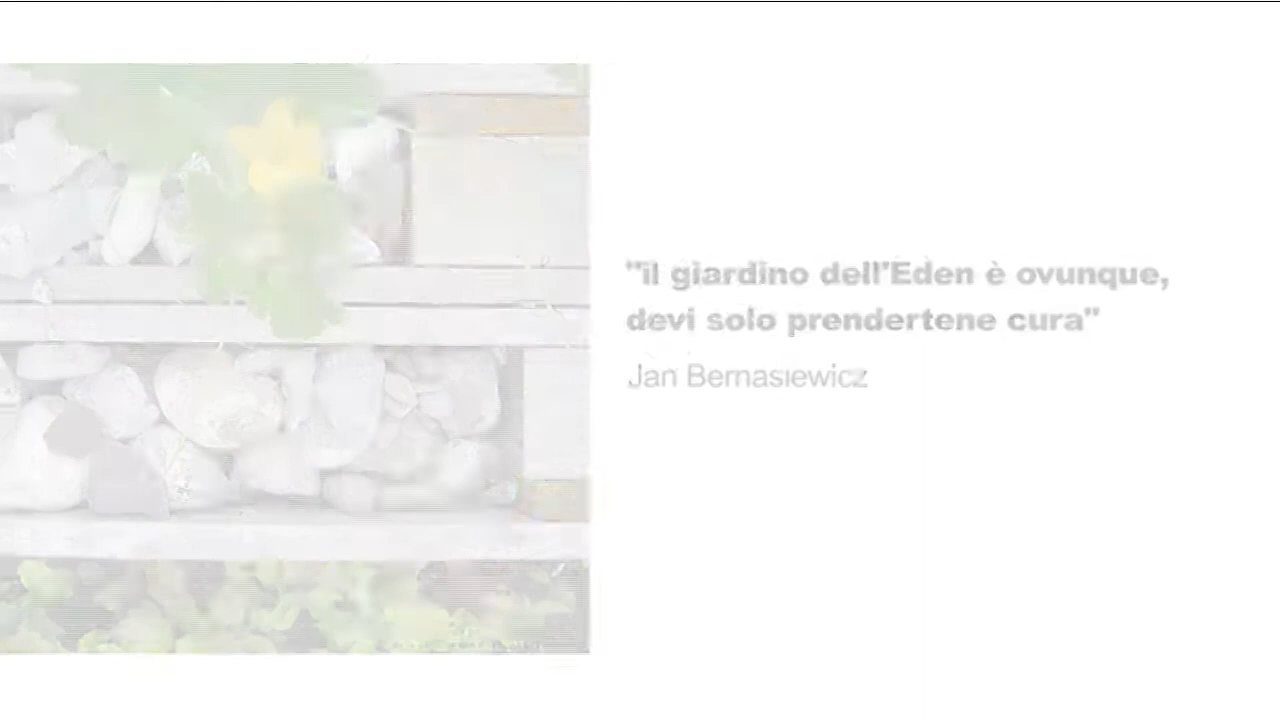 "il giardino dell'Eden è ovunque,
devi solo prendertene cura"
Jan Bernasiewicz